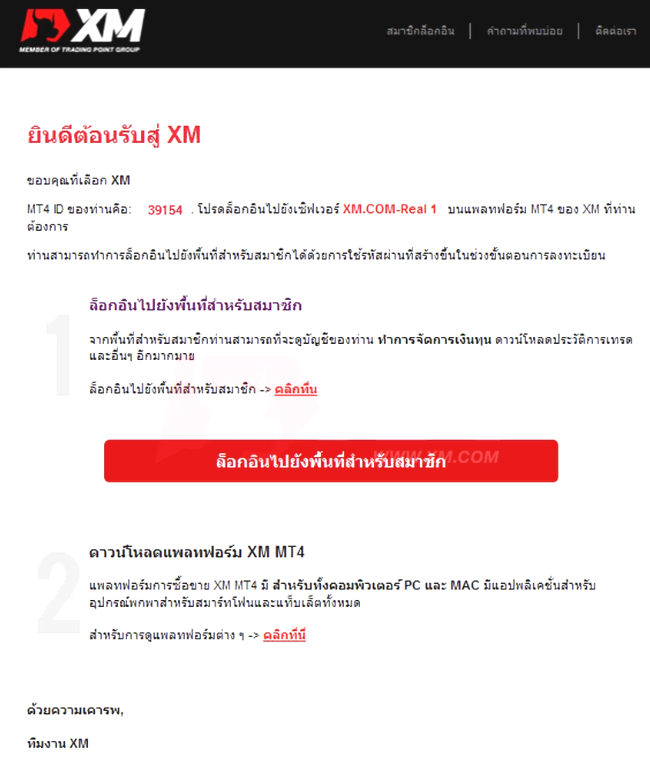 XM
MEMBER OF TRADING POINT GROUP
สมาชิกล็อกอิน | คำถามที่พบบ่อย | ติดต่อเรา
ยินดีต้อนรับสู่ XM
ขอบคุณที่เลือก XM
MT4 ID ของท่านคือ: 39154 . โปรดล็อกอินไปยังเซิฟเวอร์ XM.COM-Real 1 บนแพลทฟอร์ม MT4 ของ XM ที่ท่าน
ต้องการ
ท่านสามารถทำการล็อกอินไปยังพื้นที่สำหรับสมาชิกได้ด้วยการใช้รหัสผ่านที่สร้างขึ้นในช่วงขั้นตอนการลงทะเบียน
1
ล็อกอินไปยังพื้นที่สำหรับสมาชิก
จากพื้นที่สำหรับสมาชิกท่านสามารถที่จะดูบัญชีของท่าน ทำการจัดการเงินทุน ดาวน์โหลดประวัติการเทรด
และอื่นๆ อีกมากมาย
ล็อกอินไปยังพื้นที่สำหรับสมาชิก -> คลิกที่นี่
ล็อกอินไปยังพื้นที่สำหรับสมาชิก
WWW.XM.COM
2
ดาวน์โหลดแพลทฟอร์ม XM MT4
แพลทฟอร์มการซื้อขาย XM MT4 มี สำหรับทั้งคอมพิวเตอร์ PC และ MAC มีแอปพลิเคชั่นสำหรับ
อุปกรณ์พกพาสำหรับสมาร์ทโฟนและแท็บเล็ตทั้งหมด
สำหรับการดูแพลทฟอร์มต่าง ๆ -> คลิกที่นี่
ด้วยความเคารพ,
ทีมงาน XM